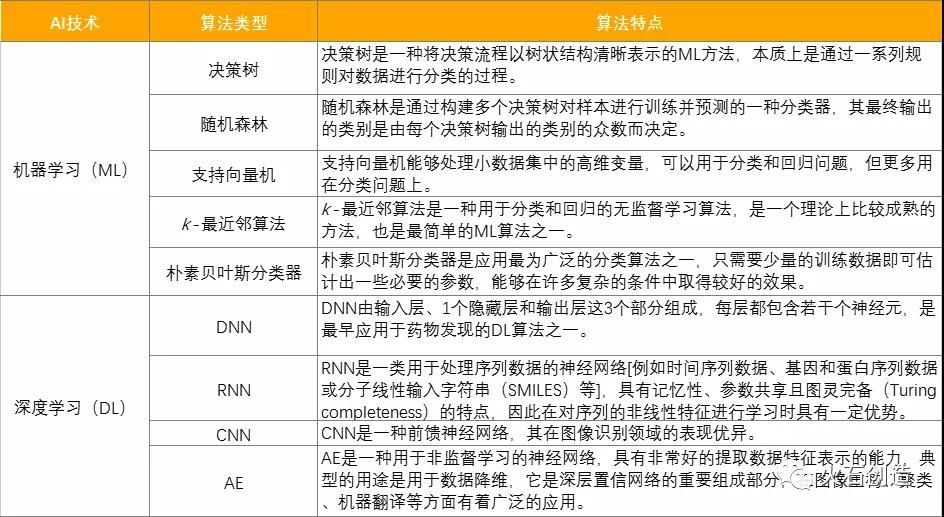 AI技术 算法类型 算法特点
机器学习（ML）
决策树
决策树是一种将决策流程以树状结构清晰表示的ML方法，本质上是通过一系列规
则对数据进行分类的过程。
随机森林
随机森林是通过构建多个决策树对样本进行训练并预测的一种分类器，其最终输出
的类别是由每个决策树输出的类别的众数而决定。
支持向量机
支持向量机能够处理小数据集中的高维变量，可以用于分类和回归问题，但更多用
在分类问题上。
k-最近邻算法
k-最近邻算法是一种用于分类和回归的无监督学习算法，是一个理论上比较成熟的
方法，也是最简单的ML算法之一。
朴素贝叶斯分类器
朴素贝叶斯分类器是应用最为广泛的分类算法之一，只需要少量的训练数据即可估
计出一些必要的参数，能够在许多复杂的条件中取得较好的效果。
深度学习（DL）
DNN
DNN由输入层、1个隐藏层和输出层这3个部分组成，每层都包含若干个神经元，是
最早应用于药物发现的DL算法之一。
RNN
RNN是一类用于处理序列数据的神经网络[例如时间序列数据、基因和蛋白序列数据
或分子线性输入字符串（SMILES）等]，具有记忆性、参数共享且图灵完备（Turing
completeness）的特点，因此在对序列的非线性特征进行学习时具有一定优势。
CNN
CNN是一种前馈神经网络，其在图像识别领域的表现优异。
AE
AE是一种用于非监督学习的神经网络，具有非常好的提取数据特征表示的能力，典
型的用途是用于数据降维，它是深层置信网络的重要组成部分，图像重构、聚类
、机器翻译等方面有着广泛的应用。
火石创造